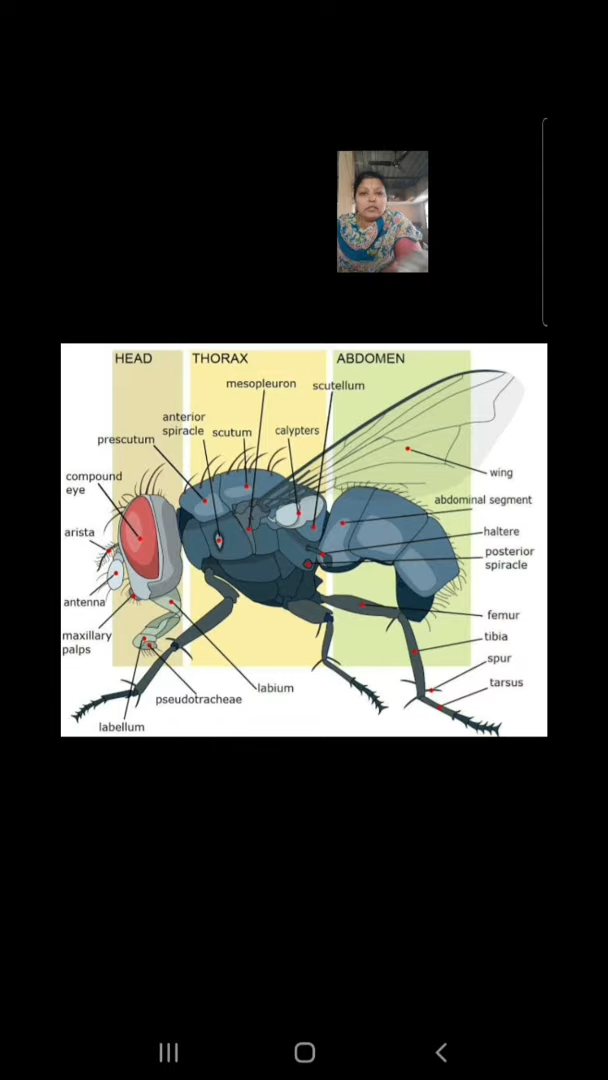 HEAD THORAX ABDOMEN
mesopleuron scutellum
anterior
spiracle scutum calypters
prescutum
compound
eye
wing
abdominal segment
arista
haltere
posterior
spiracle
antenna
femur
maxillary
palps
tibia
spur
labium
tarsus
pseudotracheae
labellum